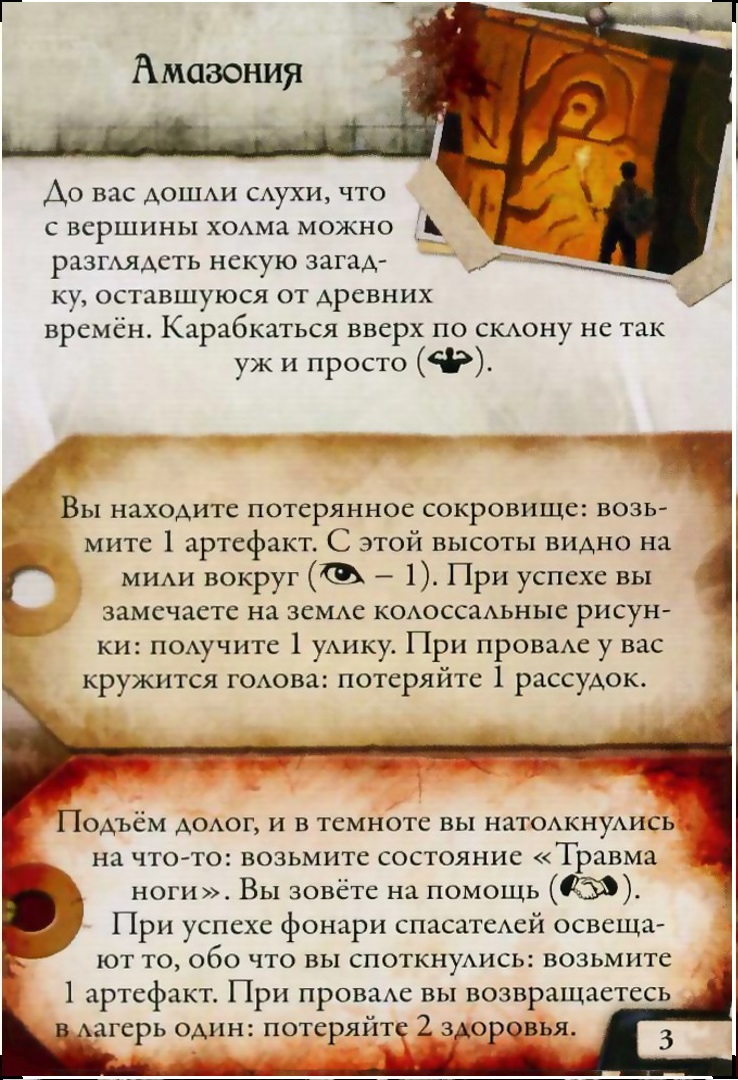 Амазония
До вас дошли слухи, что
с вершины холма можно
разглядеть некую загад-
ку, оставшуюся от древних
времён. Карабкаться вверх по склону не так
уж и просто ( ).
Вы находите потерянное сокровище: возь-
мите 1 артефакт. С этой высоты видно на
мили вокруг ( – 1). При успехе вы
замечаете на земле колоссальные рисун-
ки: получите 1 улику. При провале у вас
кружится голова: потеряйте 1 рассудок.
Подъём долог, и в темноте вы натолкнулись
на что-то: возьмите состояние «Травма
ноги». Вы зовёте на помощь ( ).
При успехе фонари спасателей освеща-
ют то, обо что вы споткнулись: возьмите
1 артефакт. При провале вы возвращаетесь
в лагерь один: потеряйте 2 здоровья.
3